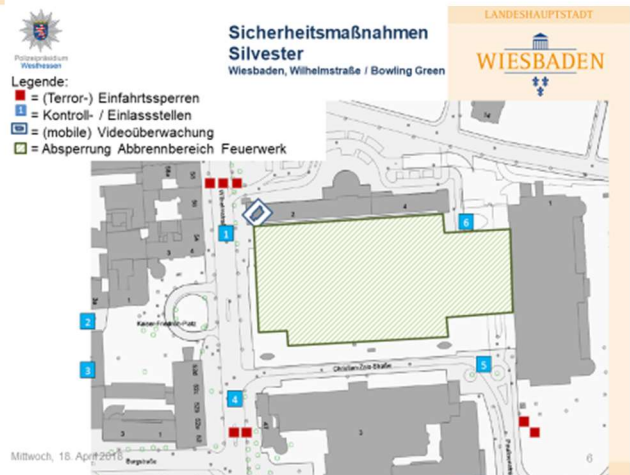 Polizeipräsidium
Westhessen
Sicherheitsmaßnahmen
Silvester
Wiesbaden, Wilhelmstraße / Bowling Green
LANDESHAUPTSTADT
WIESBADEN
Legende:
= (Terror-) Einfahrtssperren
1 = Kontroll- / Einlassstellen
= (mobile) Videoüberwachung
= Absperrung Abbrennbereich Feuerwerk
1
2
3
4
5
6
Kaiser-Friedrich-Platz
Christian-Zais-Straße
Burgstraße
Mittwoch, 18. April 2018
6